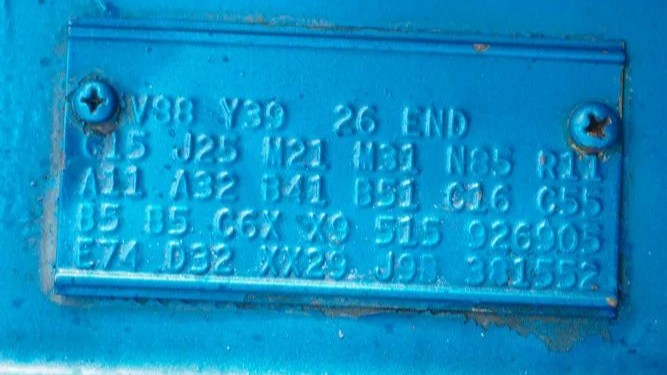 V98 Y39 26 END
G15 J25 M21 M31 N85 R11
A11 A32 B41 B51 C16 C55
B5 B5 C6X X9 515 926905
E74 D32 XX29 J9B 381552